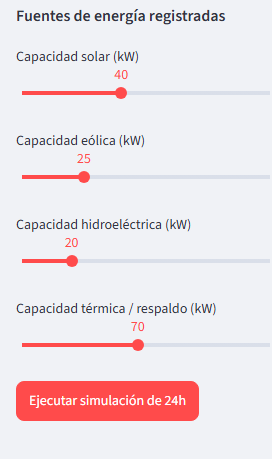 Fuentes de energía registradas
Capacidad solar (kW)
40
Capacidad eólica (kW)
25
Capacidad hidroeléctrica (kW)
20
Capacidad térmica / respaldo (kW)
70
Ejecutar simulación de 24h